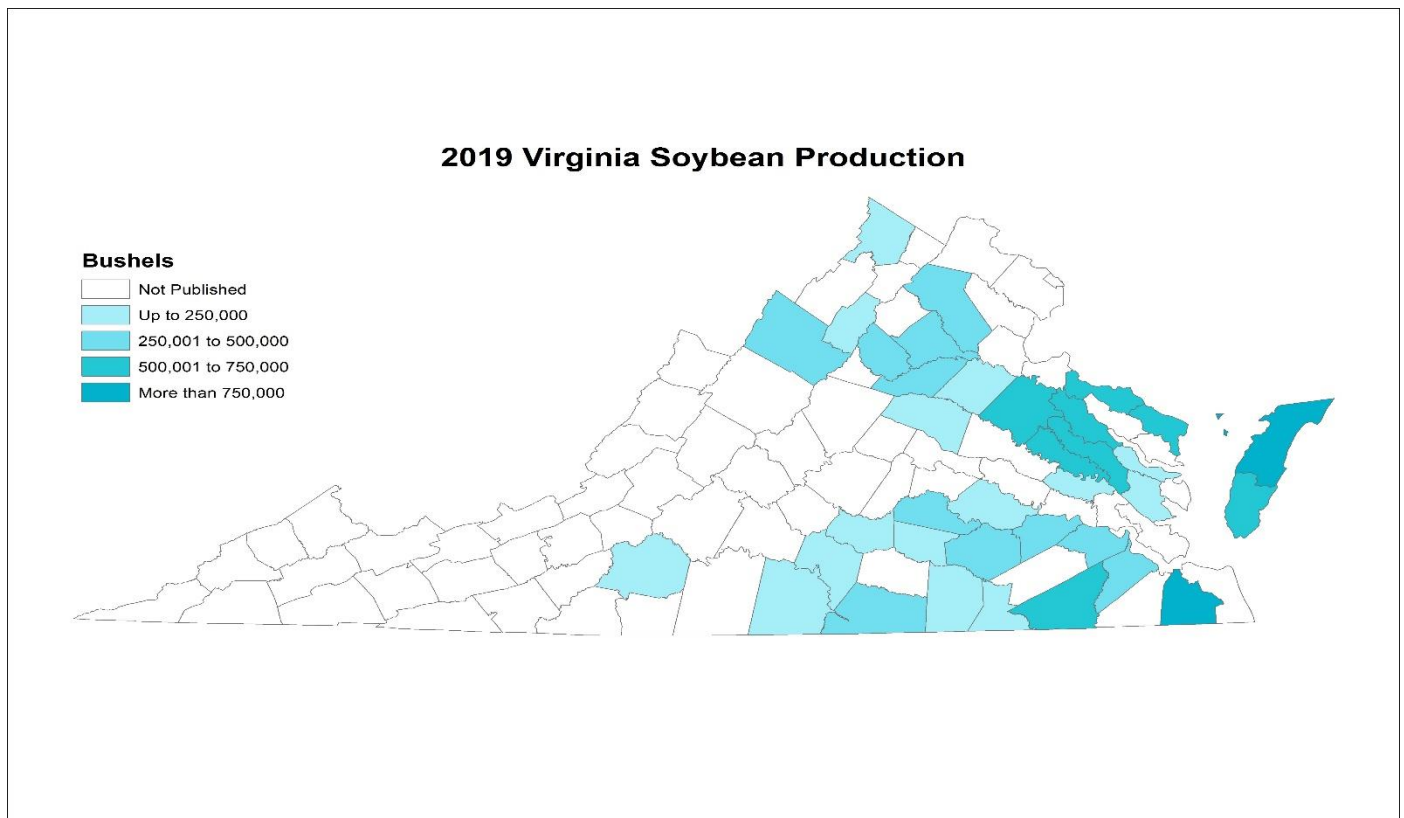 2019 Virginia Soybean Production
Bushels
Not Published
Up to 250,000
250,001 to 500,000
500,001 to 750,000
More than 750,000